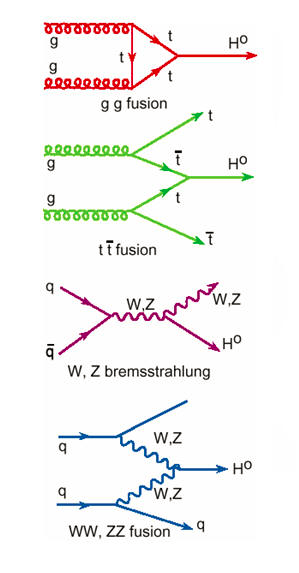 g
t
t
H⁰
g
t
g g fusion
t
g
t̅
H⁰
g
t
t t̅ fusion
t̅
q
W,Z
W,Z
q̅
H⁰
W, Z bremsstrahlung
q
W,Z
H⁰
q
W,Z
q
WW, ZZ fusion